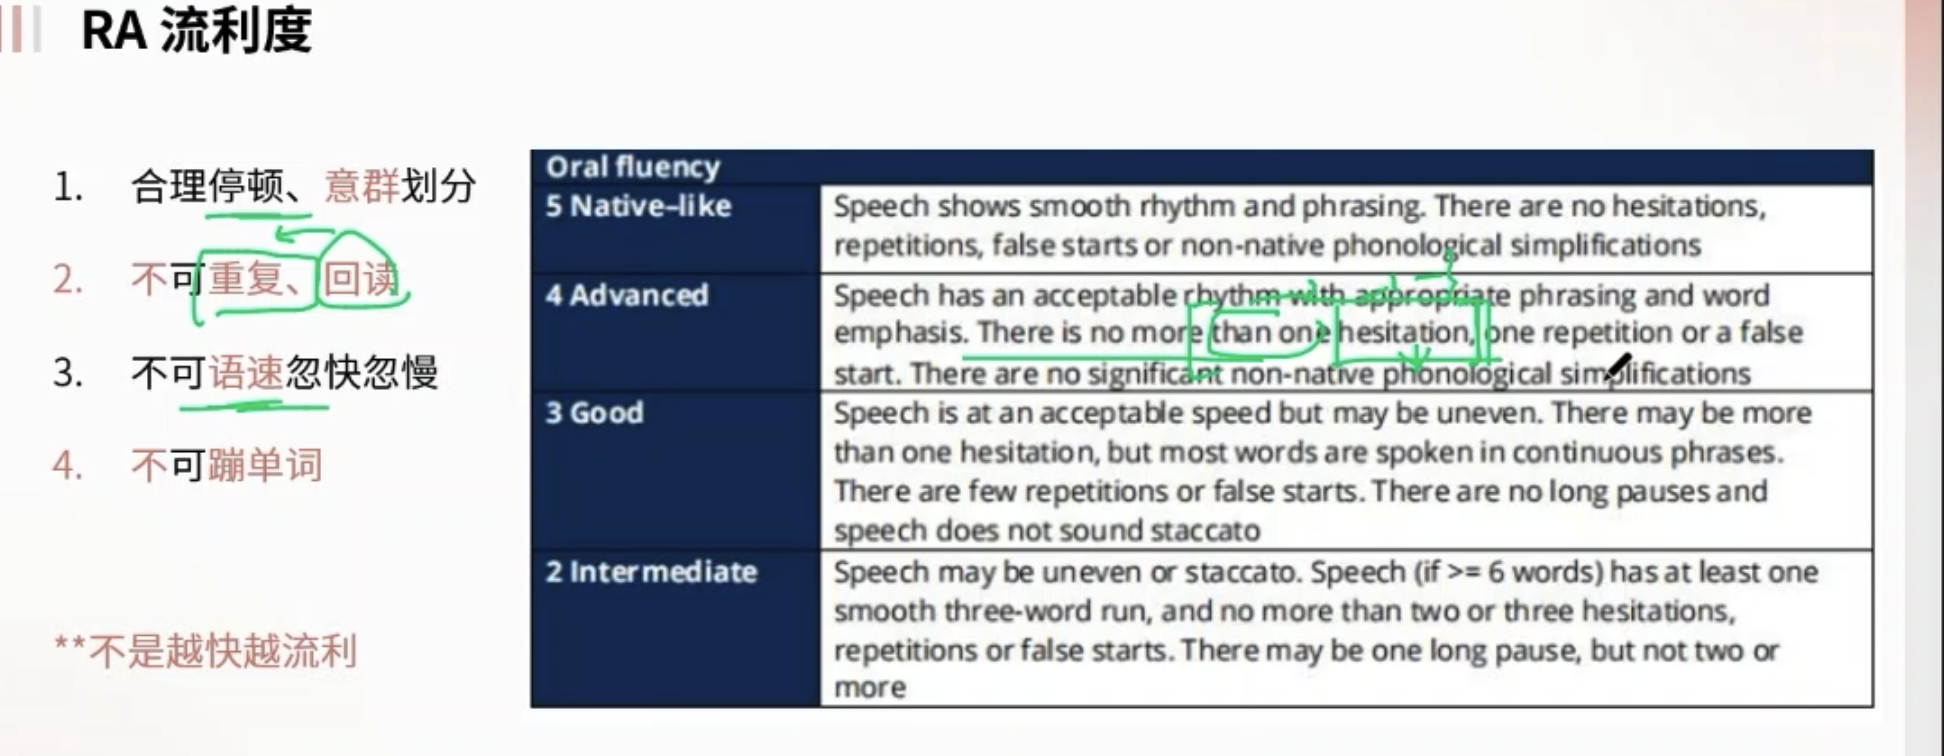 RA 流利度
1. 合理停顿、意群划分
2. 不可重复、回读
3. 不可语速忽快忽慢
4. 不可蹦单词
**不是越快越流利
Oral fluency
5 Native–like
Speech shows smooth rhythm and phrasing. There are no hesitations,
repetitions, false starts or non-native phonological simplifications
4 Advanced
Speech has an acceptable rhythm with appropriate phrasing and word
emphasis. There is no more than one hesitation, one repetition or a false
start. There are no significant non-native phonological simplifications
3 Good
Speech is at an acceptable speed but may be uneven. There may be more
than one hesitation, but most words are spoken in continuous phrases.
There are few repetitions or false starts. There are no long pauses and
speech does not sound staccato
2 Intermediate
Speech may be uneven or staccato. Speech (if >= 6 words) has at least one
smooth three-word run, and no more than two or three hesitations,
repetitions or false starts. There may be one long pause, but not two or
more